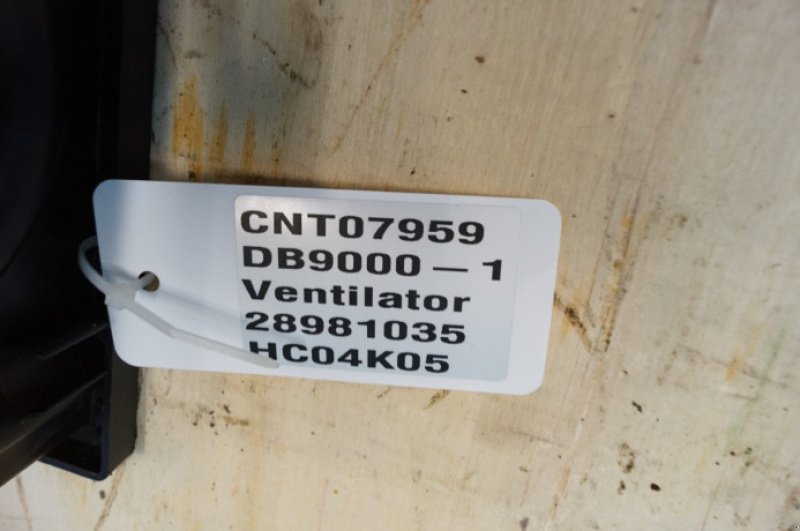 CNT07959
DB9000 – 1
Ventilator
28981035
HC04K05